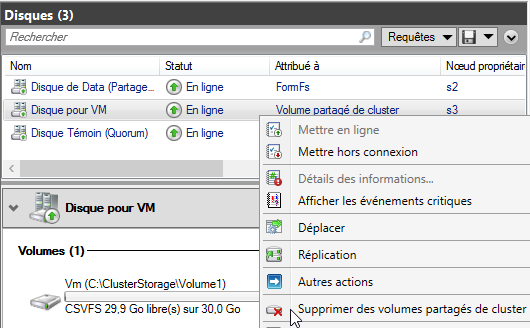 Disques (3)
Rechercher
Requêtes
Nom Statut Attribué à Nœud propriétair
Disque de Data (Partage... En ligne FormFs s2
Disque pour VM En ligne Volume partagé de cluster s3
Disque Témoin (Quorum) En ligne
Mettre en ligne
Mettre hors connexion
Détails des informations...
Afficher les événements critiques
Déplacer
Réplication
Autres actions
Supprimer des volumes partagés de cluster
Disque pour VM
Volumes (1)
Vm (C:\ClusterStorage\Volume1)
CSVFS 29,9 Go libre(s) sur 30,0 Go